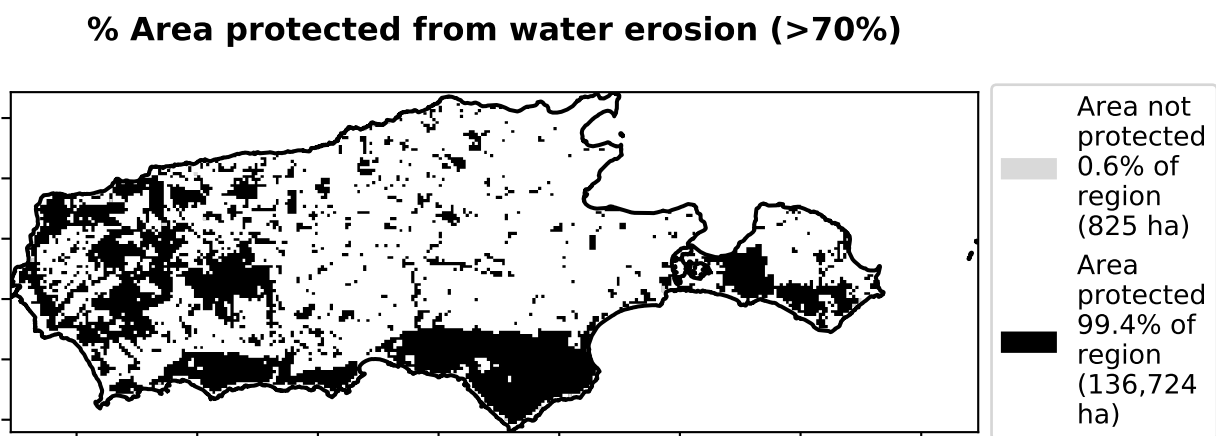 % Area protected from water erosion (>70%)
Area not
protected
0.6% of
region
(825 ha)
Area
protected
99.4% of
region
(136,724
ha)